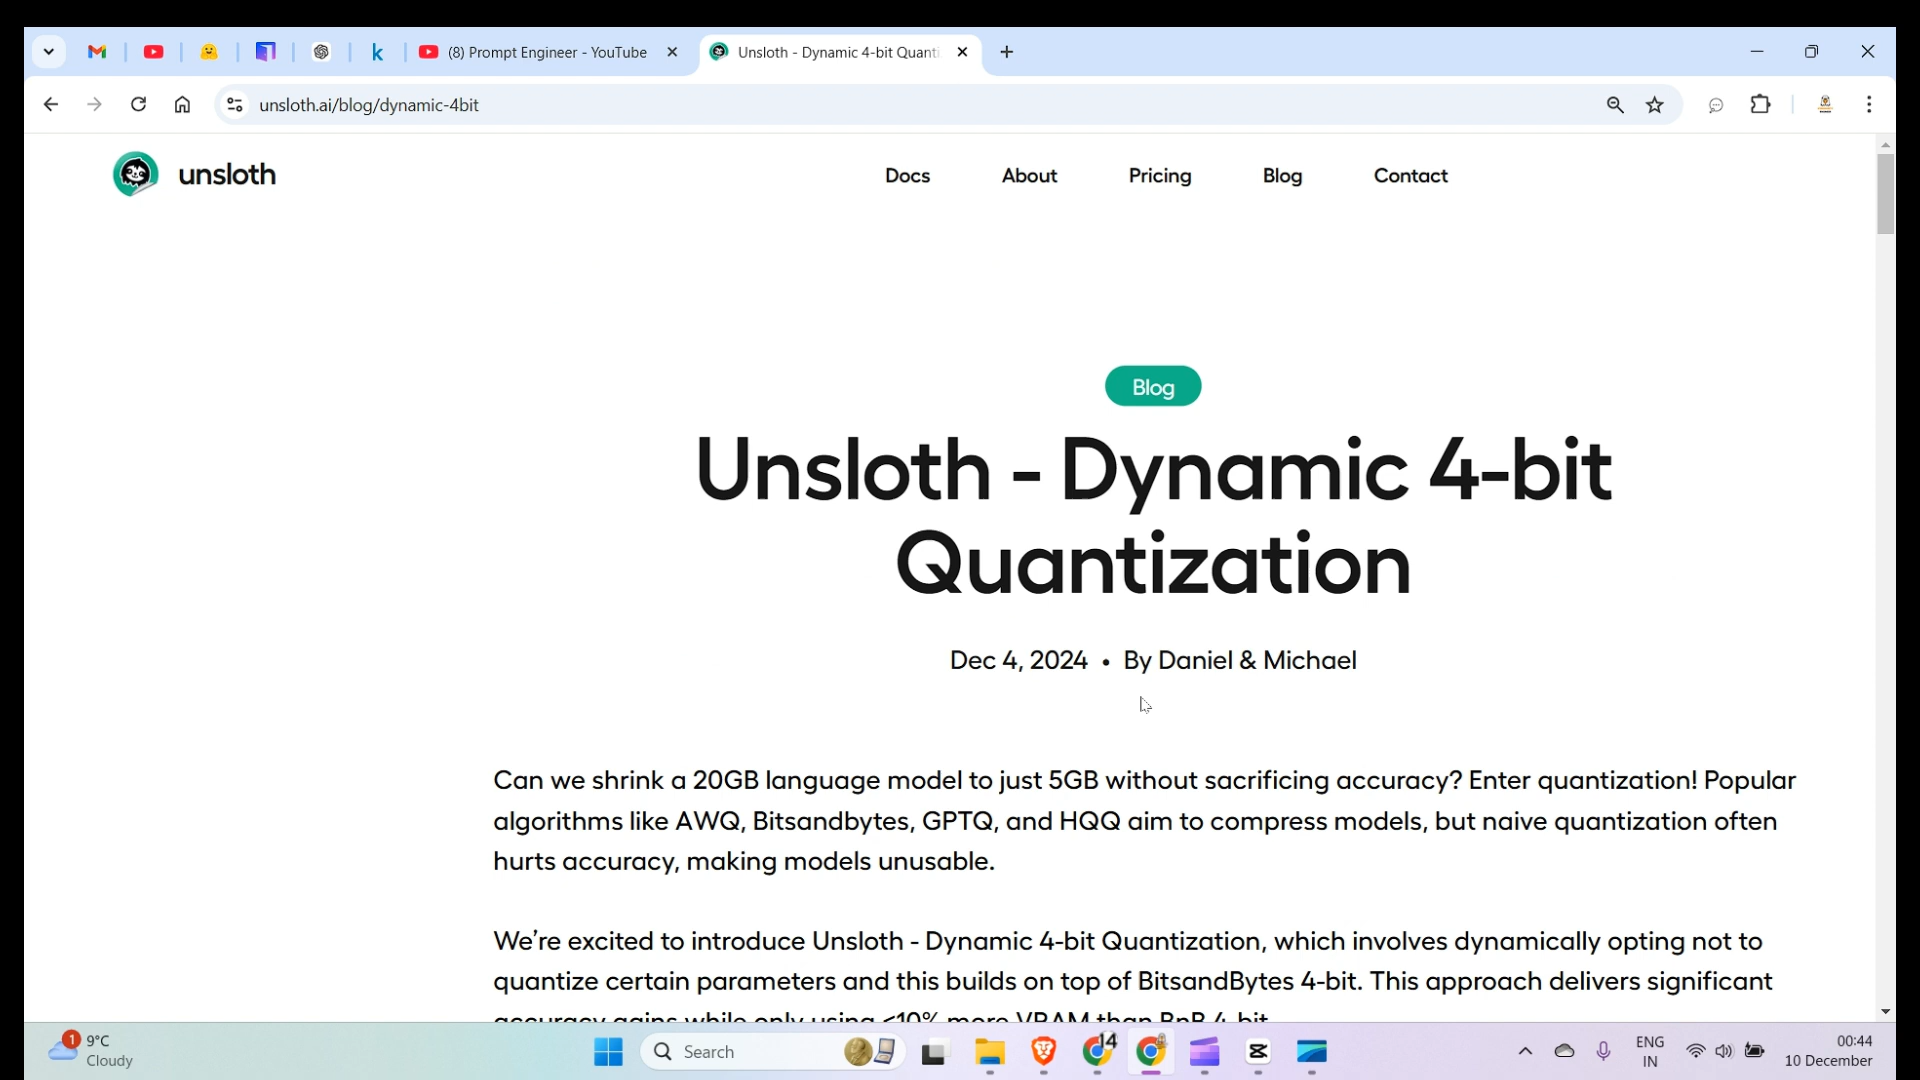 (8) Prompt Engineer - YouTube
Unsloth - Dynamic 4-bit Quanti
unsloth.ai/blog/dynamic-4bit
unsloth
Docs
About
Pricing
Blog
Contact
Blog
Unsloth - Dynamic 4-bit
Quantization
Dec 4, 2024 • By Daniel & Michael
Can we shrink a 20GB language model to just 5GB without sacrificing accuracy? Enter quantization! Popular
algorithms like AWQ, Bitsandbytes, GPTQ, and HQQ aim to compress models, but naive quantization often
hurts accuracy, making models unusable.
We’re excited to introduce Unsloth - Dynamic 4-bit Quantization, which involves dynamically opting not to
quantize certain parameters and this builds on top of BitsandBytes 4-bit. This approach delivers significant
accuracy gains while only using <10% more VRAM than BnB 4-bit
1
9°C
Cloudy
Search
14
ENG
IN
00:44
10 December